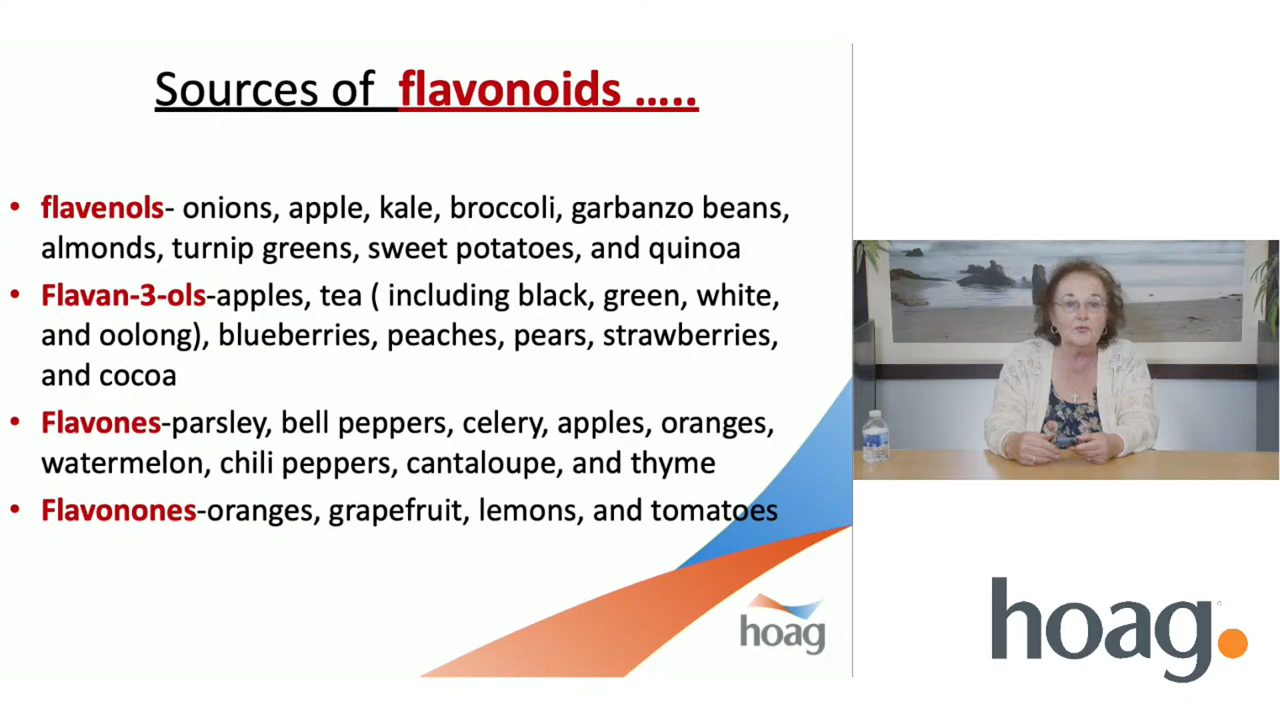 Sources of flavonoids .....
• flavenols- onions, apple, kale, broccoli, garbanzo beans,
almonds, turnip greens, sweet potatoes, and quinoa
• Flavan-3-ols-apples, tea ( including black, green, white,
and oolong), blueberries, peaches, pears, strawberries,
and cocoa
• Flavones-parsley, bell peppers, celery, apples, oranges,
watermelon, chili peppers, cantaloupe, and thyme
• Flavonones-oranges, grapefruit, lemons, and tomatoes
hoag
hoag.